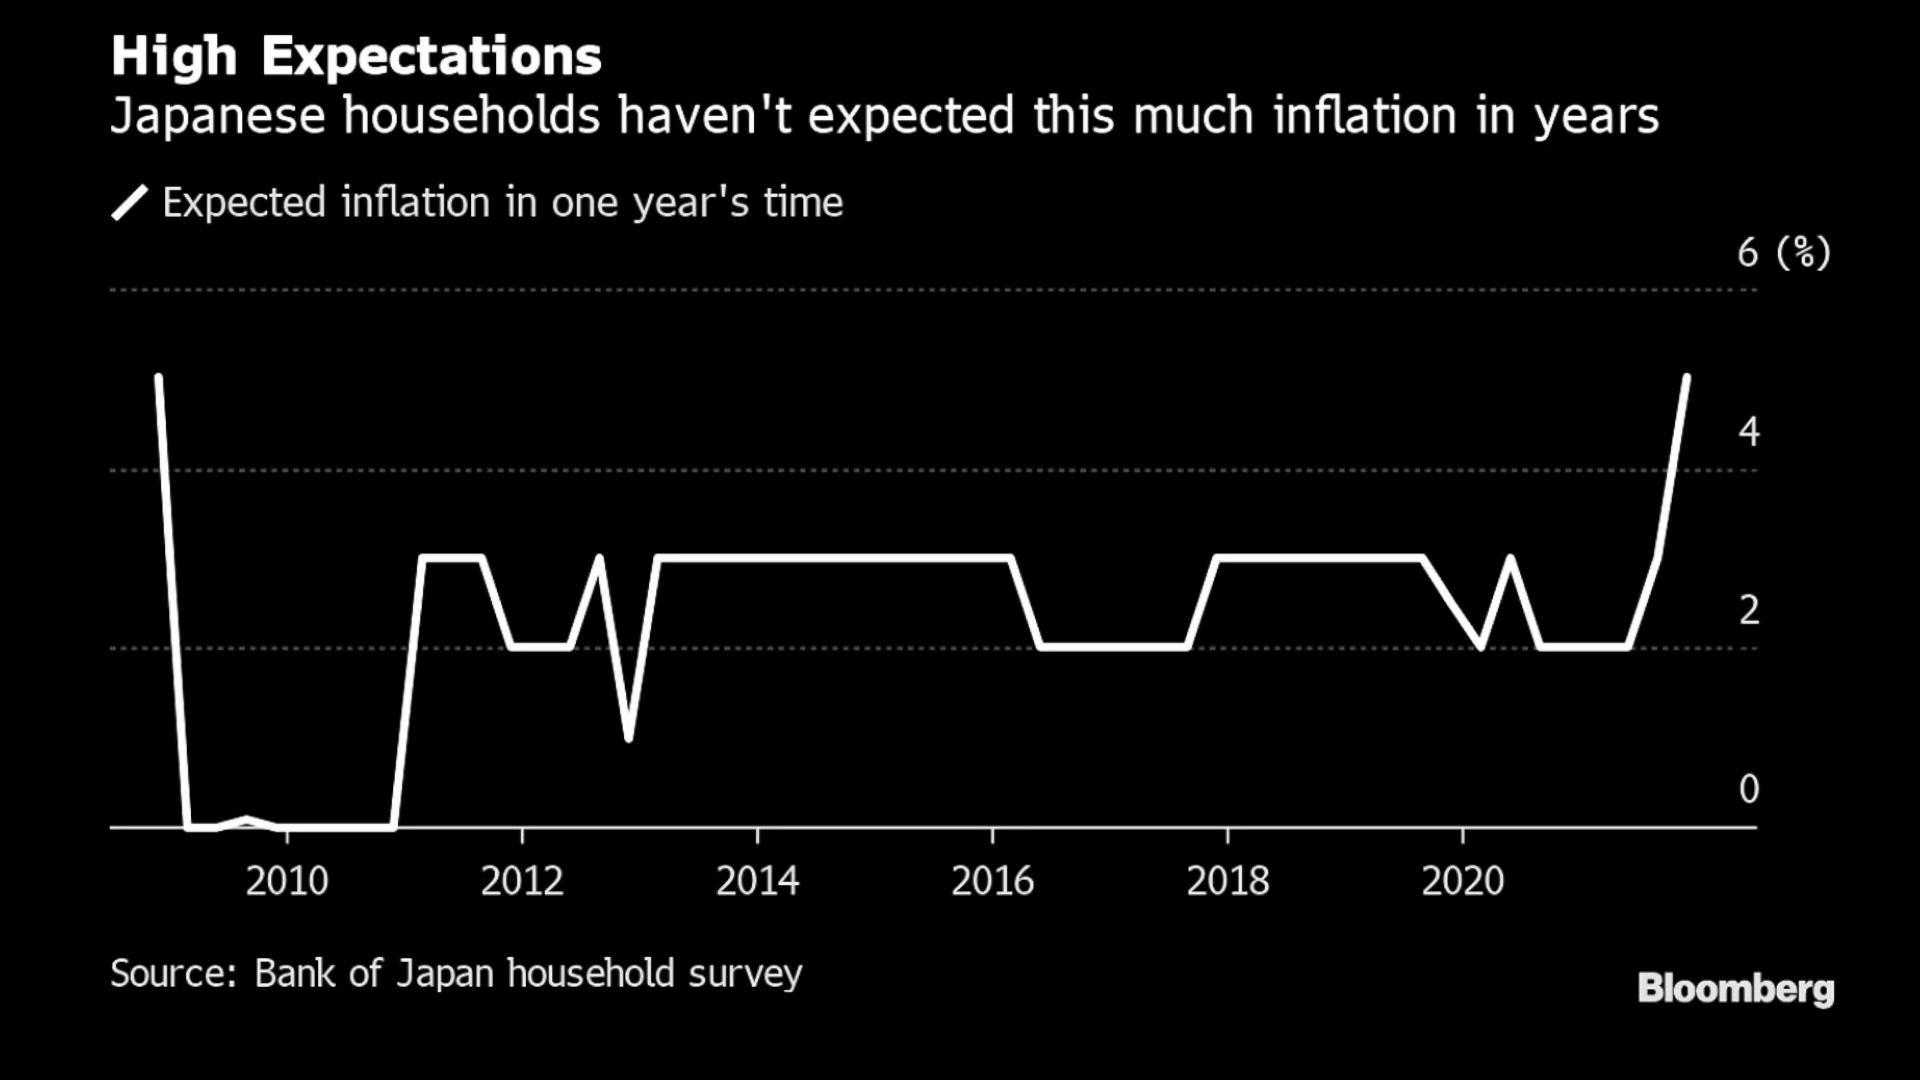 High Expectations
Japanese households haven't expected this much inflation in years
Expected inflation in one year's time
6 (%)
4
2
0
2010 2012 2014 2016 2018 2020
Source: Bank of Japan household survey
Bloomberg